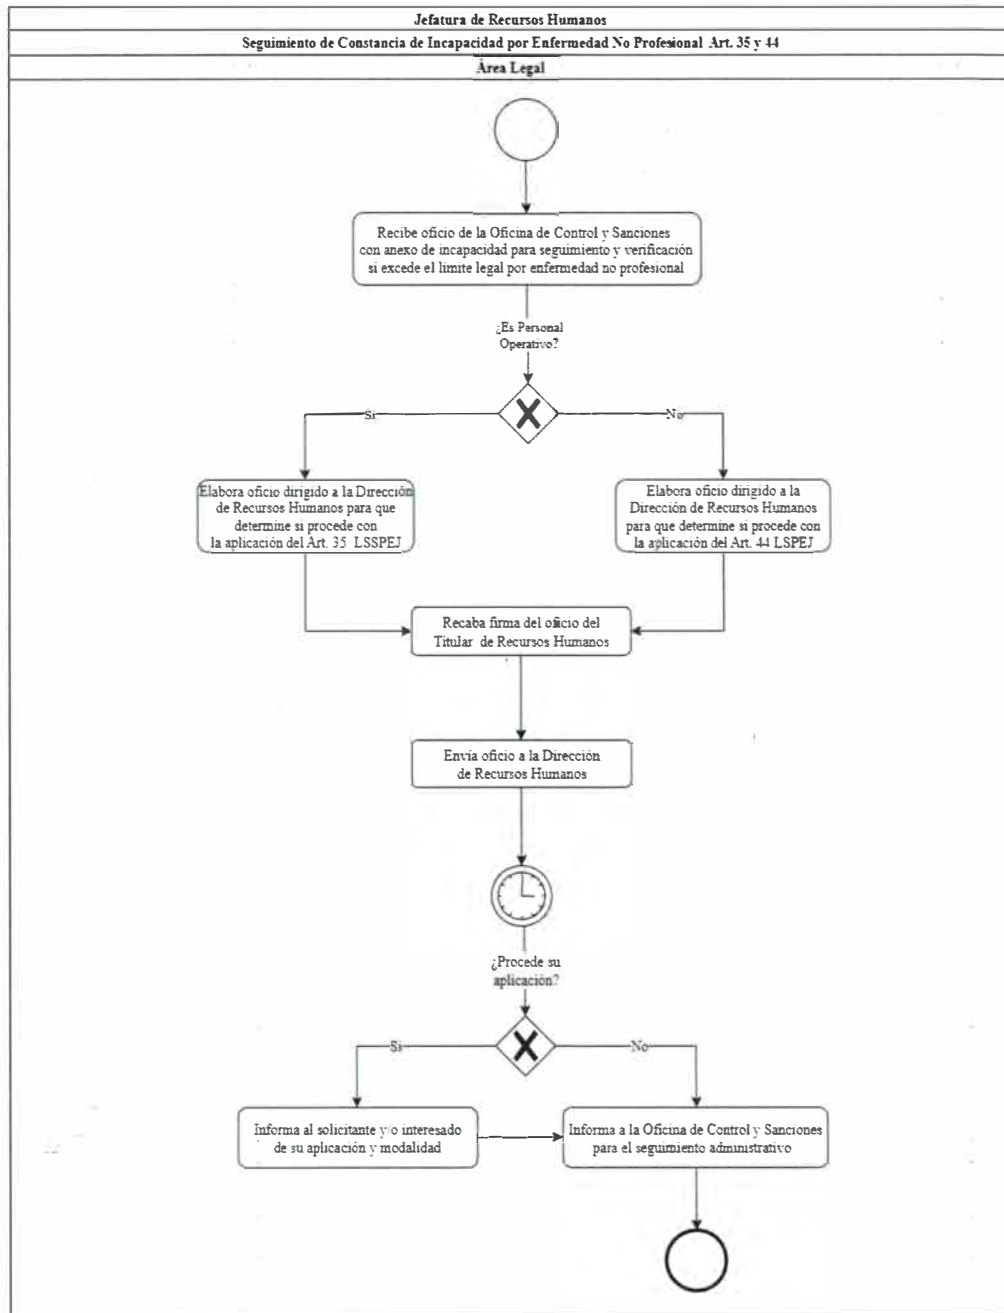 Jefatura de Recursos Humanos
Seguimiento de Constancia de Incapacidad por Enfermedad No Profesional Art. 35 y 44
Área Legal
Recibe oficio de la Oficina de Control y Sanciones
con anexo de incapacidad para seguimiento y verificación
si excede el limite legal por enfermedad no profesional
¿Es Personal
Operativo?
Si
No
Elabora oficio dirigido a la Dirección
de Recursos Humanos para que
determine si procede con
la aplicación del Art. 35 LSSPEJ
Elabora oficio dirigido a la
Dirección de Recursos Humanos
para que determine si procede con
la aplicación del Art. 44 LSPEJ
Recaba firma del oficio del
Titular de Recursos Humanos
Envía oficio a la Dirección
de Recursos Humanos
¿Procede su
aplicación?
Si
No
Informa al solicitante y/o interesado
de su aplicación y modalidad
Informa a la Oficina de Control y Sanciones
para el seguimiento administrativo